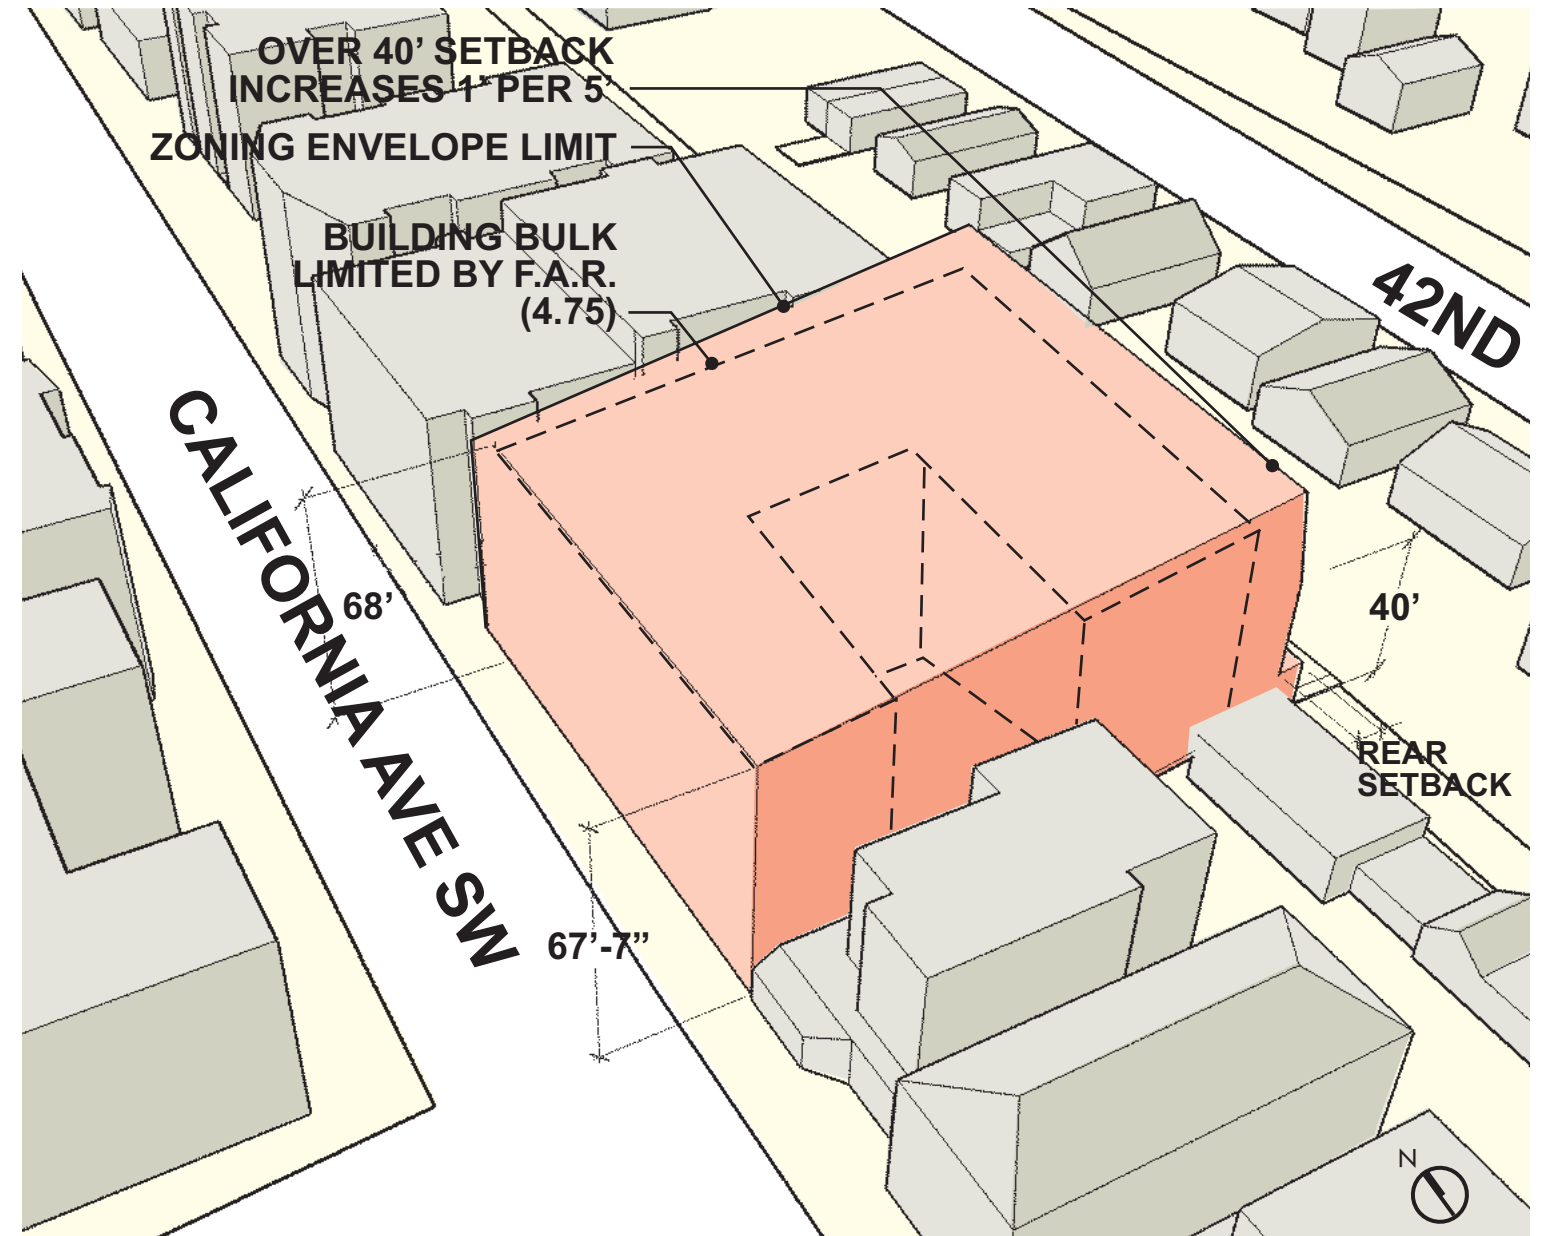 OVER 40’ SETBACK
INCREASES 1’ PER 5’
ZONING ENVELOPE LIMIT
BUILDING BULK
LIMITED BY F.A.R.
(4.75)
42ND
CALIFORNIA AVE SW
68’
40’
REAR
SETBACK
67’-7”
N